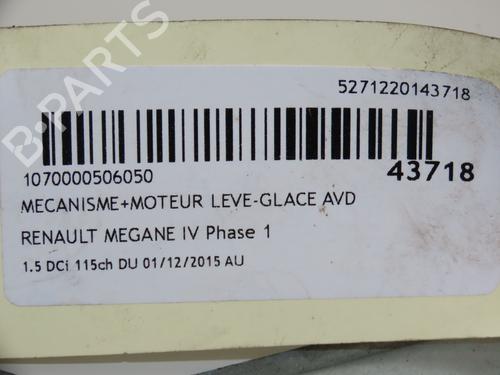 5271220143718
1070000506050
43718
MECANISME+MOTEUR LEVE-GLACE AVD
RENAULT MEGANE IV Phase 1
1.5 DCi 115ch DU 01/12/2015 AU
B-PARTS